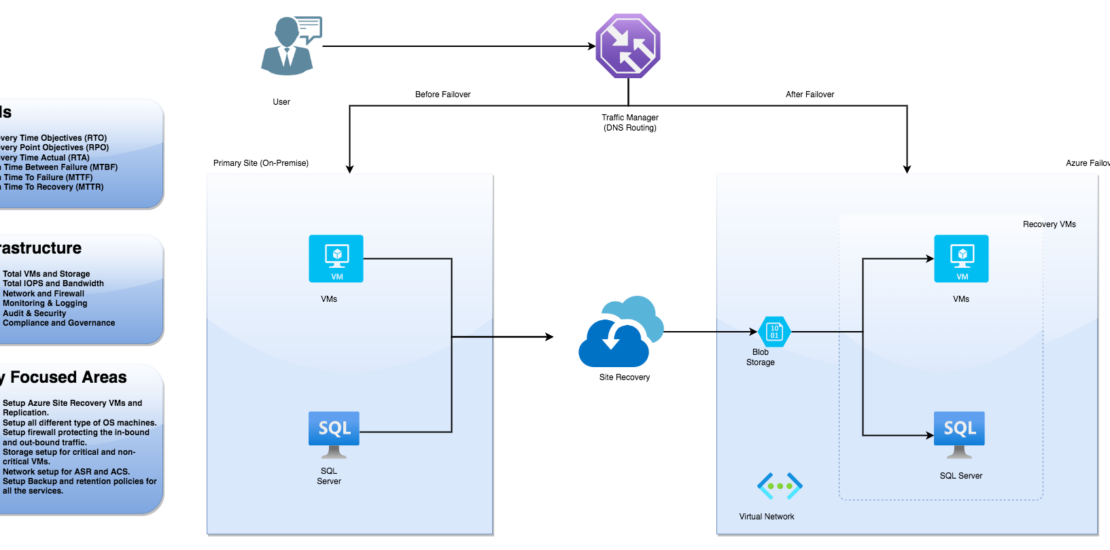 User
Before Failover
After Failover
Traffic Manager
(DNS Routing)
Primary Site (On-Premise)
Azure Failov
ls
very Time Objectives (RTO)
very Point Objectives (RPO)
very Time Actual (RTA)
n Time Between Failure (MTBF)
n Time To Failure (MTTF)
n Time To Recovery (MTTR)
rastructure
Total VMs and Storage
Total IOPS and Bandwidth
Network and Firewall
Monitoring & Logging
Audit & Security
Compliance and Governance
y Focused Areas
Setup Azure Site Recovery VMs and
Replication.
Setup all different type of OS machines.
Setup firewall protecting the in-bound
and out-bound traffic.
Storage setup for critical and non-
critical VMs.
Network setup for ASR and ACS.
Setup Backup and retention policies for
all the services.
VM
VMs
SQL
SQL
Server
Site Recovery
10
01
Blob
Storage
Recovery VMs
VM
VMs
SQL
SQL Server
Virtual Network